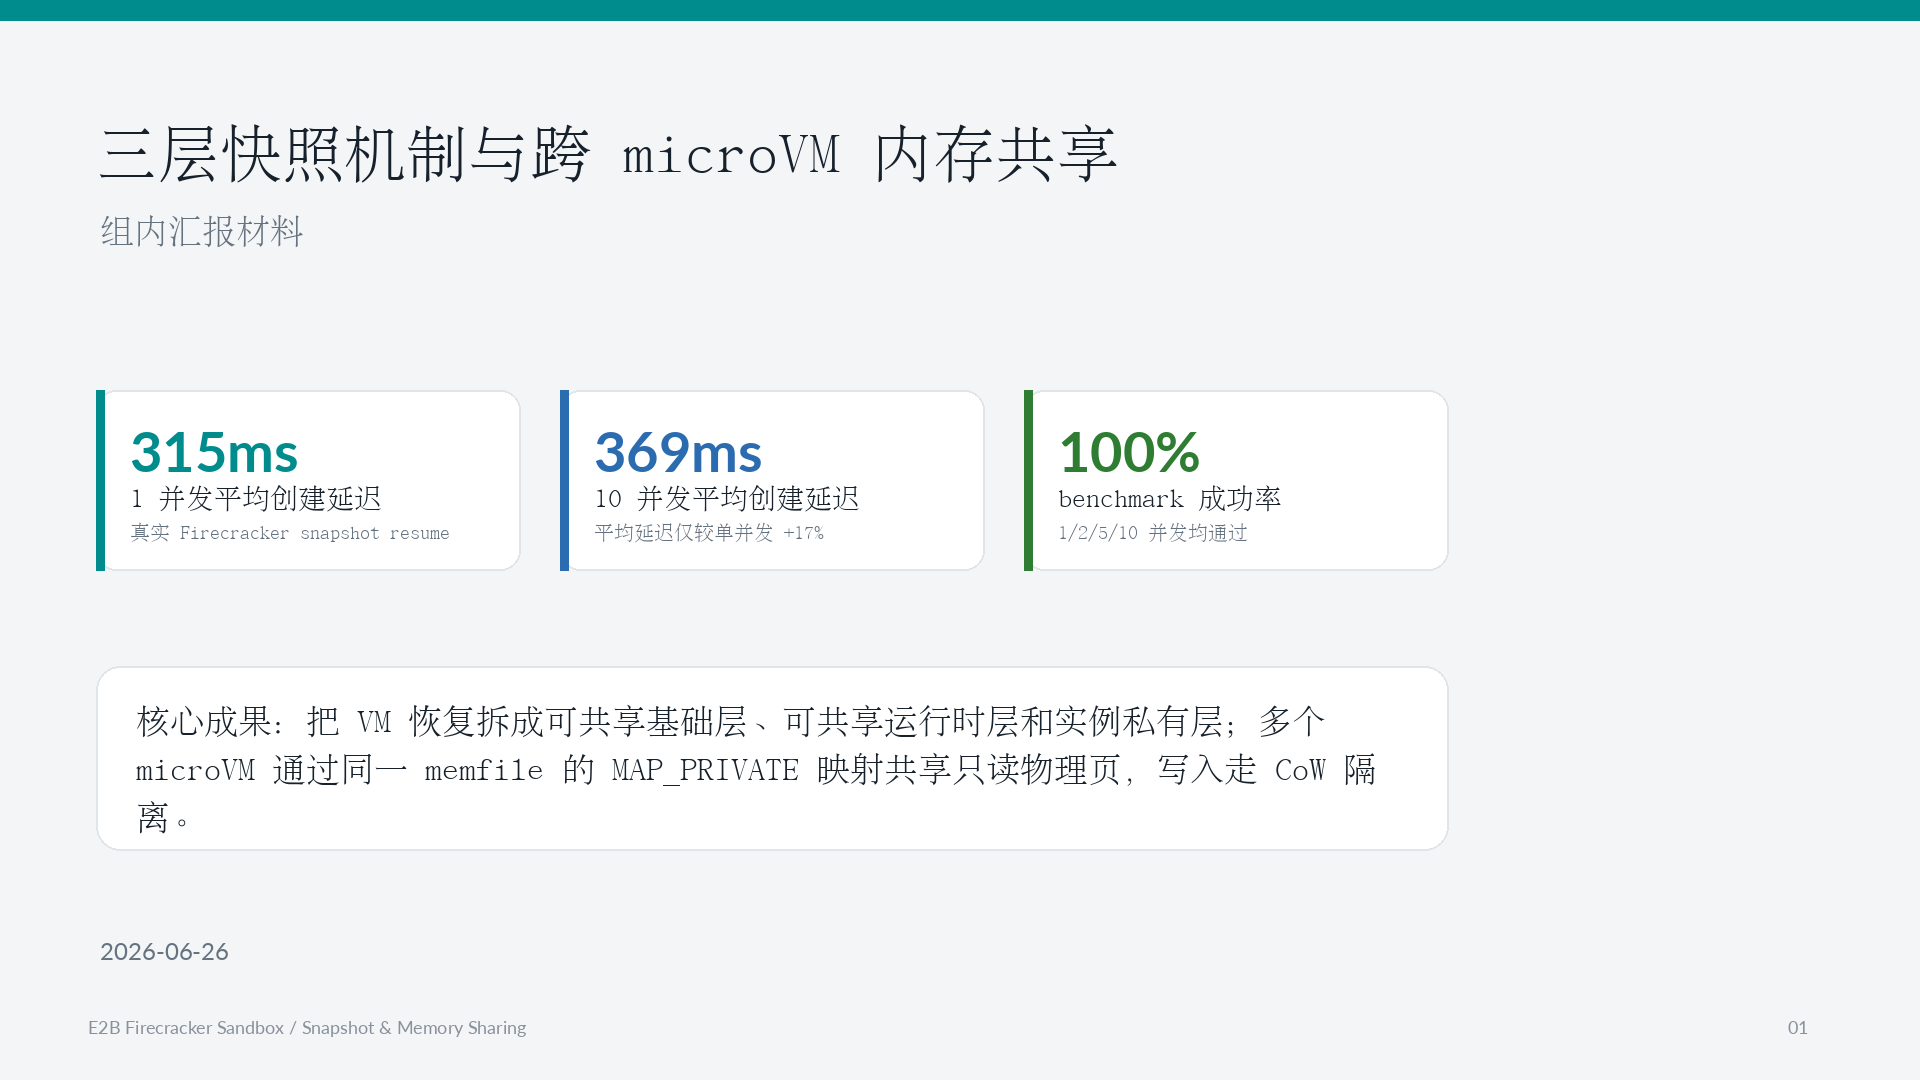 三层快照机制与跨 microVM 内存共享
组内汇报材料
315ms
1 并发平均创建延迟
真实 Firecracker snapshot resume
369ms
10 并发平均创建延迟
平均延迟仅较单并发 +17%
100%
benchmark 成功率
1/2/5/10 并发均通过
核心成果: 把 VM 恢复拆成可共享基础层、可共享运行时层和实例私有层; 多个
microVM 通过同一 memfile 的 MAP_PRIVATE 映射共享只读物理页, 写入走 CoW 隔
离。
2026-06-26
E2B Firecracker Sandbox / Snapshot & Memory Sharing
01